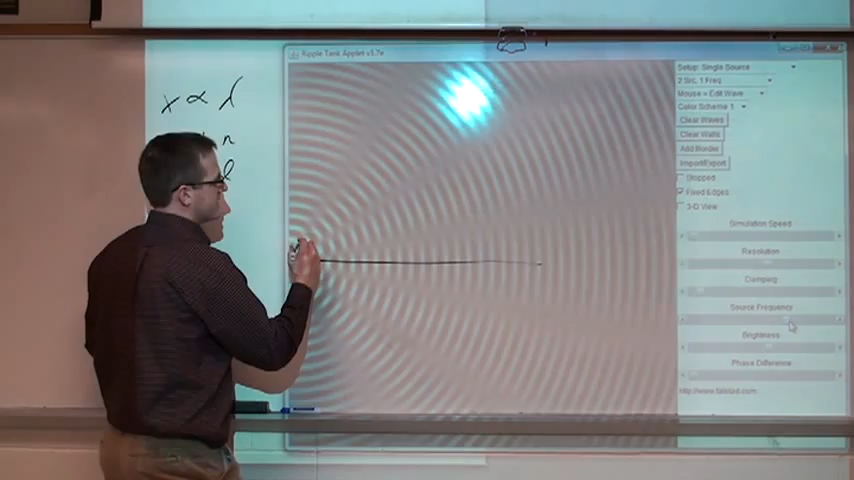 Ripple Tank Applet v1.7e
Setup: Single Source
2 Src, 1 Freq
Mouse = Edit Wave
Color Scheme 1
Clear Waves
Clear Walls
Add Border
Import/Export
Stopped
Fixed Edges
3-D View
Simulation Speed
Resolution
Damping
Source Frequency
Brightness
Phase Difference
http://www.falstad.com
x ∝ λ
n
l